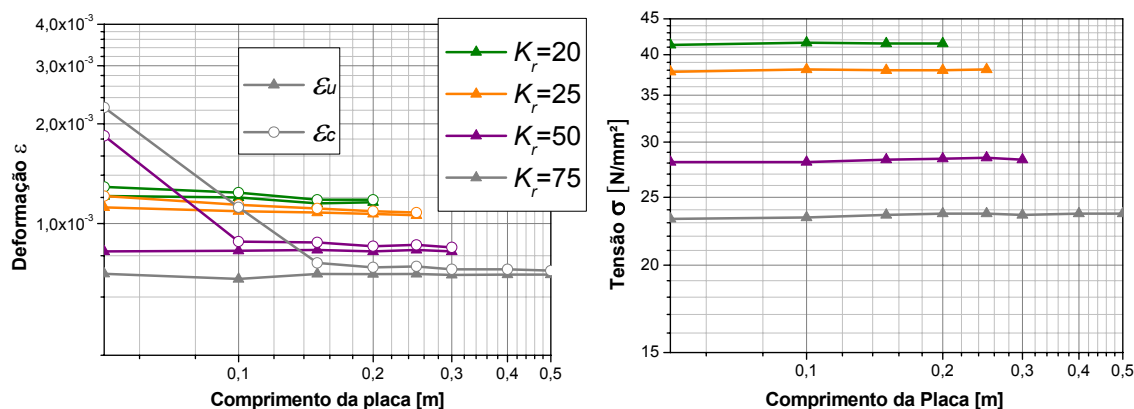 4,0x10⁻³
3,0x10⁻³
2,0x10⁻³
1,0x10⁻³
Deformação ε
εu
εc
Kr=20
Kr=25
Kr=50
Kr=75
0,1
0,2
0,3
0,4
0,5
Comprimento da placa [m]
45
40
35
30
25
20
15
Tensão σ [N/mm²]
0,1
0,2
0,3
0,4
0,5
Comprimento da Placa [m]